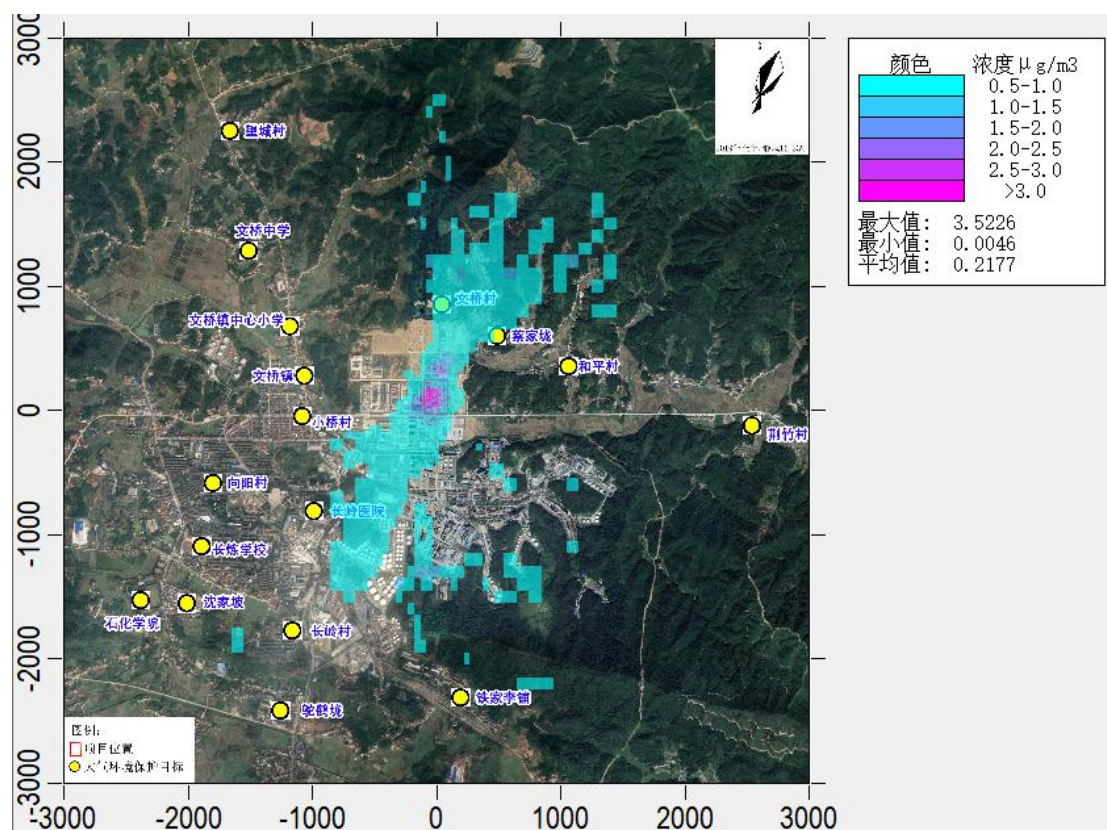 3000
2000
1000
0
-1000
-2000
-3000
-3000
-2000
-1000
0
1000
2000
3000
望城村
文桥中学
文桥镇中心小学
文桥镇
小桥村
向阳村
长岭医院
长炼学校
沈家坡
石化学院
长岭村
鸵鹤垅
铁家李铺
文桥村
蔡家垅
和平村
荆竹村
图例:
项目位置
大气环境保护目标
颜色 浓度μg/m3
0.5-1.0
1.0-1.5
1.5-2.0
2.0-2.5
2.5-3.0
>3.0
最大值: 3.5226
最小值: 0.0046
平均值: 0.2177